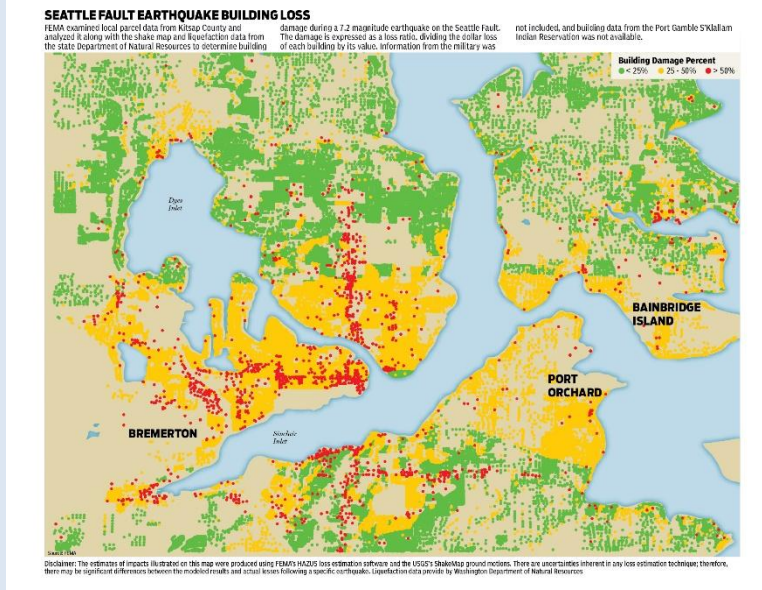 SEATTLE FAULT EARTHQUAKE BUILDING LOSS
FEMA examined local parcel data from Kitsap County and
analyzed it along with the shake map and liquefaction data from
the state Department of Natural Resources to determine building
damage during a 7.2 magnitude earthquake on the Seattle Fault.
The damage is expressed as a loss ratio, dividing the dollar loss
of each building by its value. Information from the military was
not included, and building data from the Port Gamble S'Klallam
Indian Reservation was not available.
Building Damage Percent
< 25% 25 - 50% > 50%
Dyes
Inlet
BAINBRIDGE
ISLAND
PORT
ORCHARD
BREMERTON
Sinclair
Inlet
Source: FEMA
Disclaimer: The estimates of impacts illustrated on this map were produced using FEMA's HAZUS loss estimation software and the USGS's ShakeMap ground motions. There are uncertainties inherent in any loss estimation technique; therefore,
there may be significant differences between the modeled results and actual losses following a specific earthquake. Liquefaction data provide by Washington Department of Natural Resources